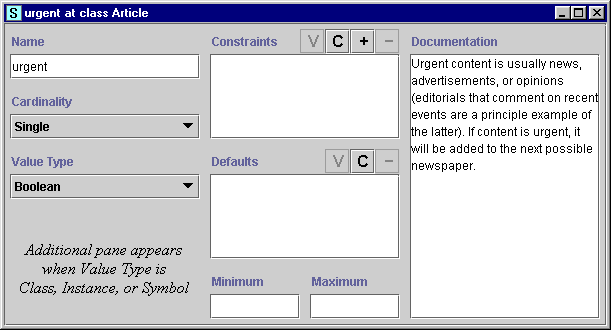 S urgent at class Article
Name
urgent
Cardinality
Single
Value Type
Boolean
Additional pane appears
when Value Type is
Class, Instance, or Symbol
Constraints V C + −
Defaults V C −
Minimum Maximum
Documentation
Urgent content is usually news,
advertisements, or opinions
(editorials that comment on recent
events are a principle example of
the latter). If content is urgent, it
will be added to the next possible
newspaper.